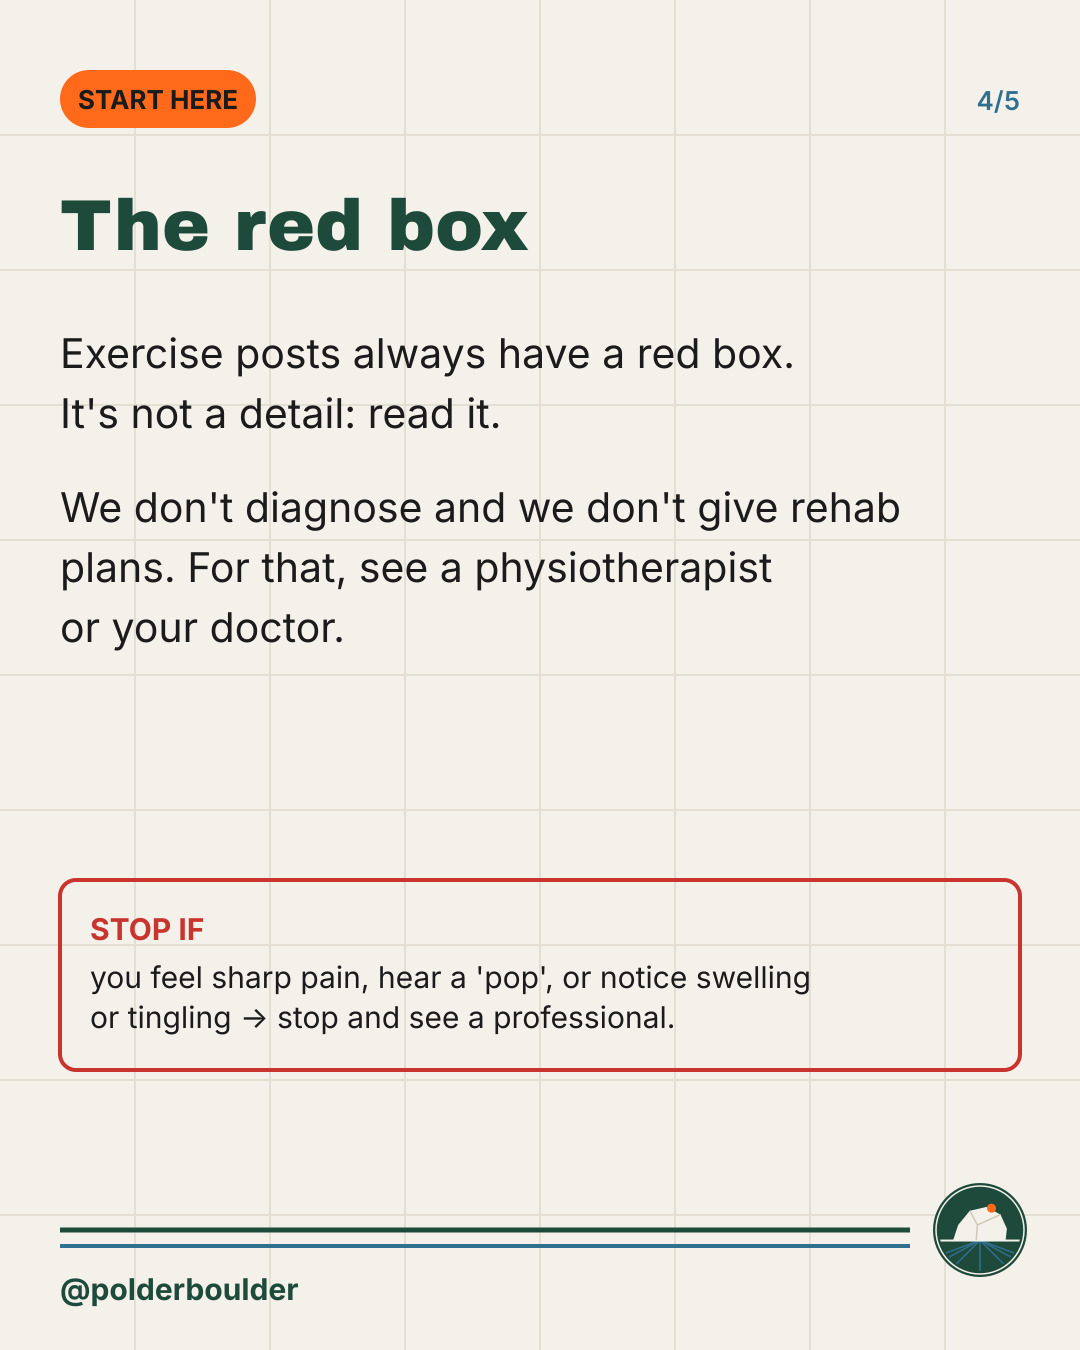 START HERE
4/5
The red box
Exercise posts always have a red box.
It's not a detail: read it.
We don't diagnose and we don't give rehab
plans. For that, see a physiotherapist
or your doctor.
STOP IF
you feel sharp pain, hear a 'pop', or notice swelling
or tingling → stop and see a professional.
@polderboulder